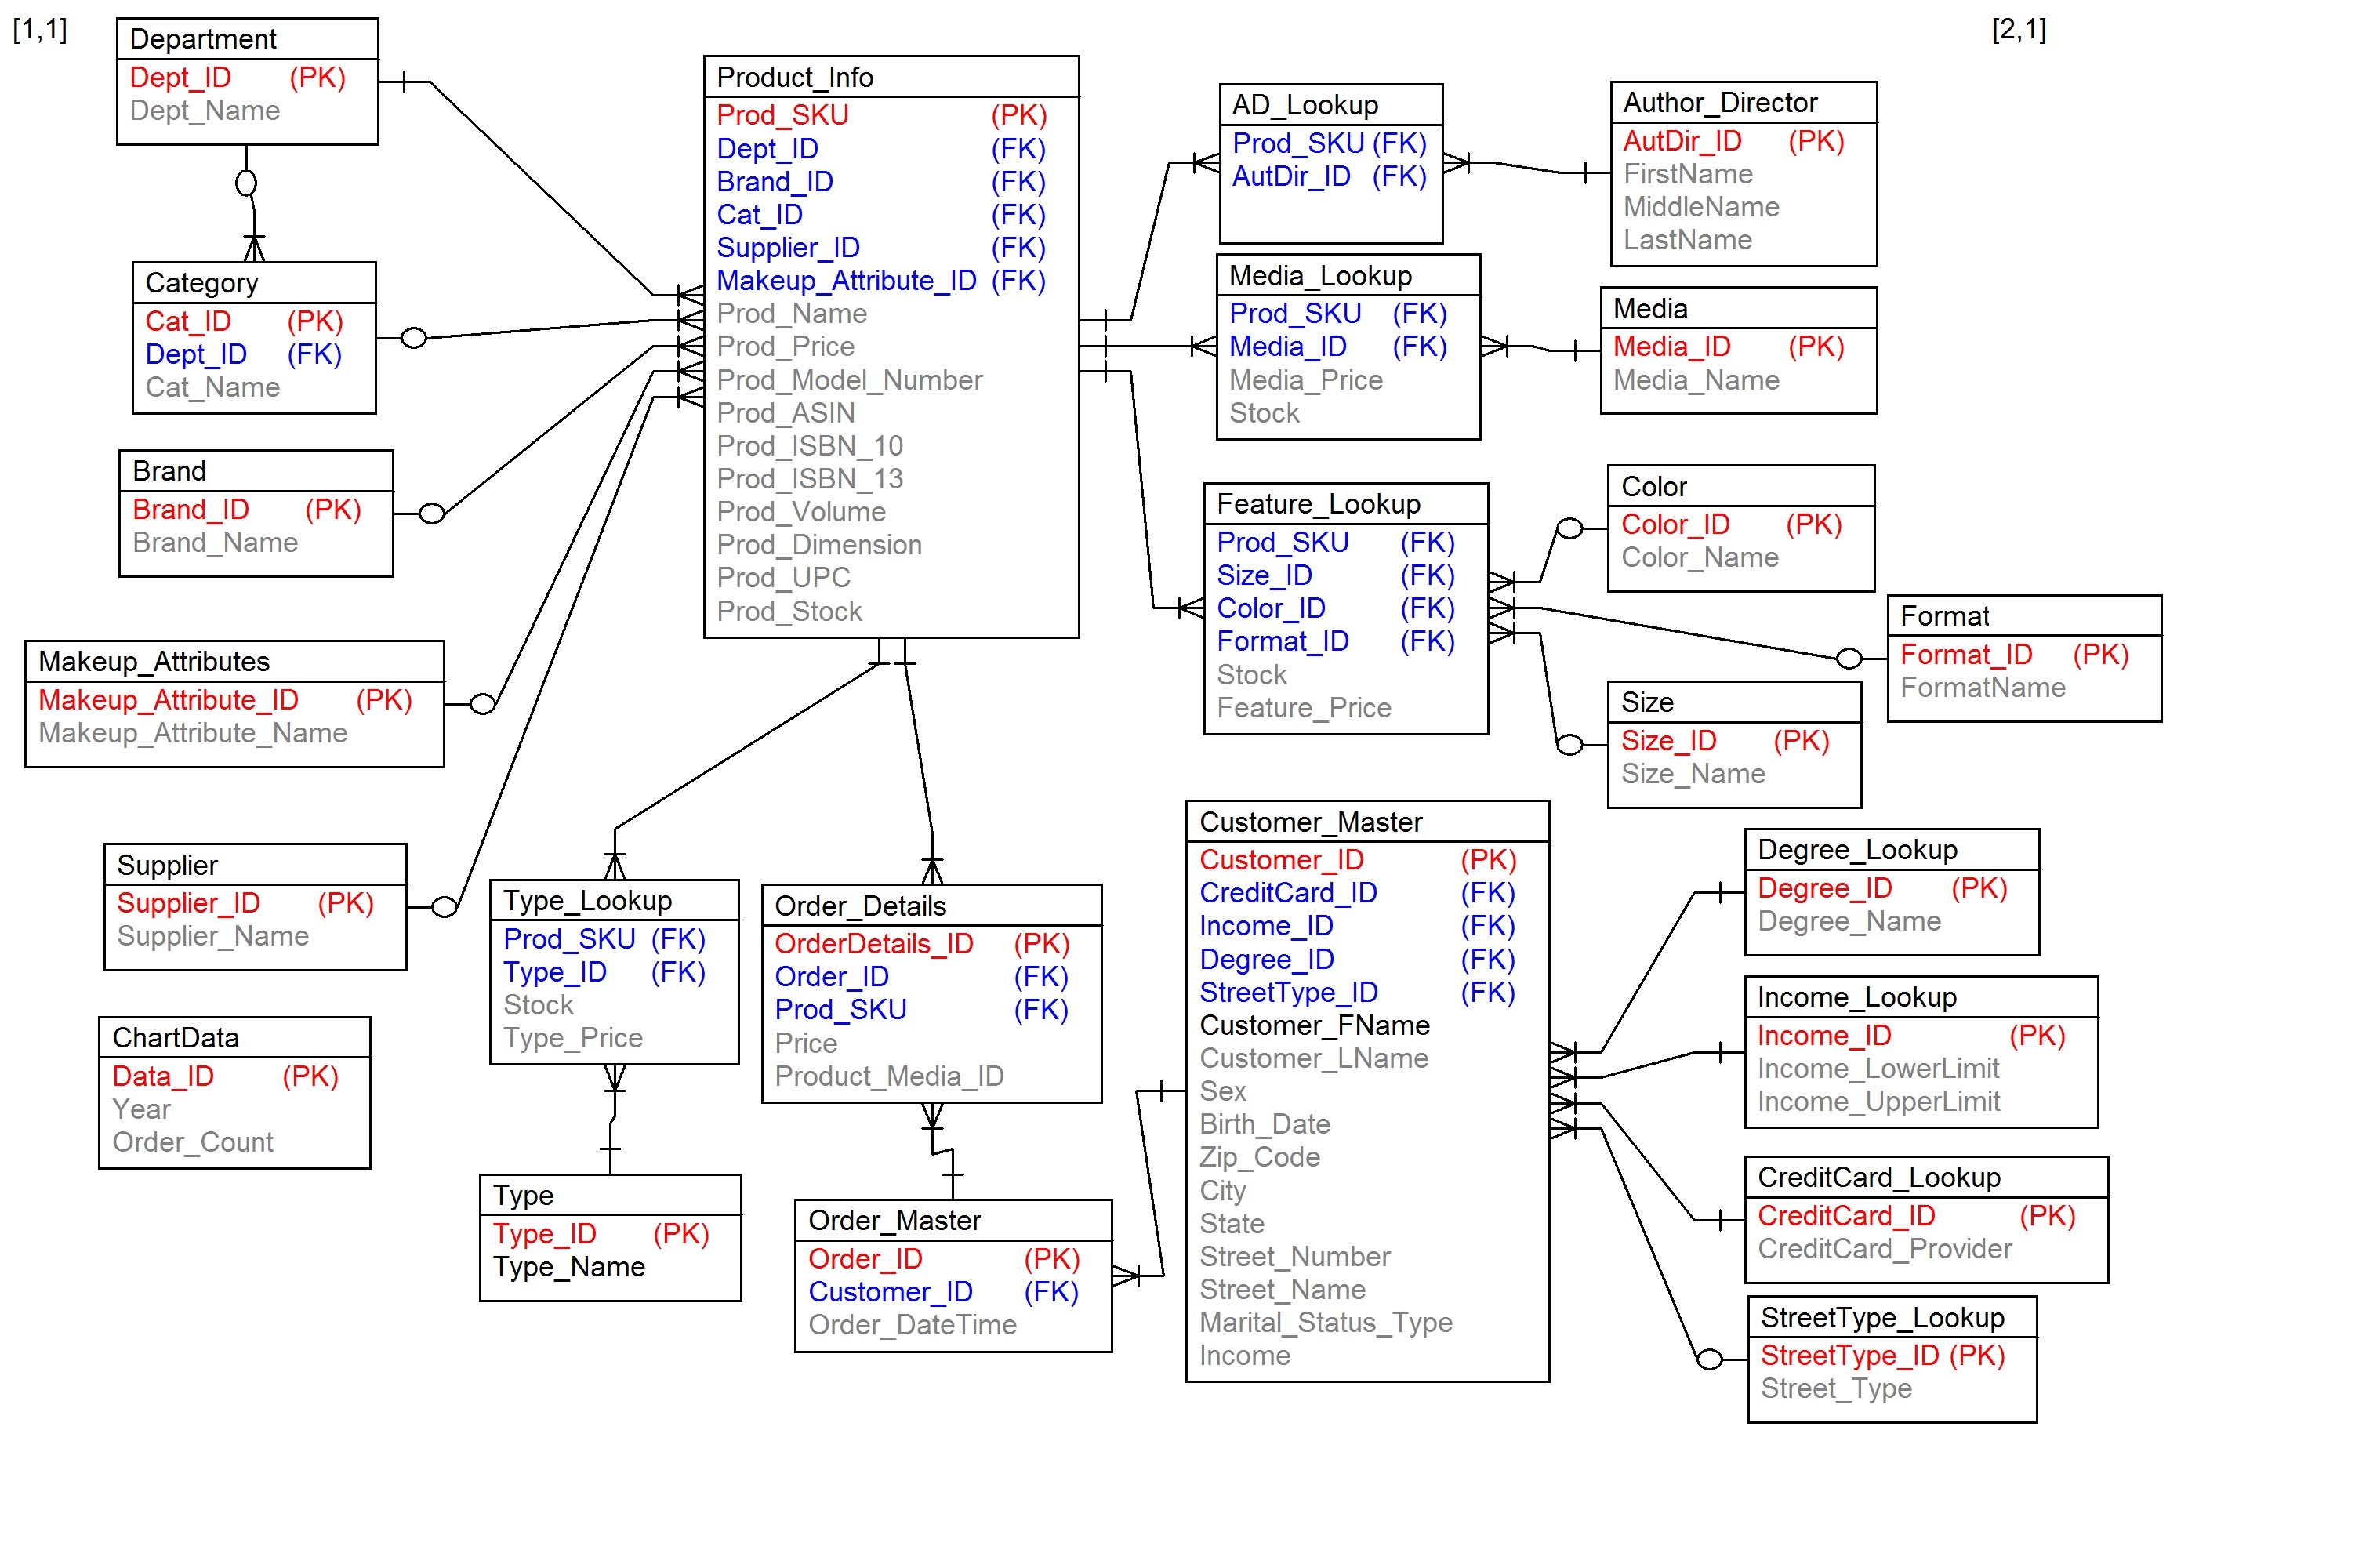 [1,1]
[2,1]
Department
Dept_ID (PK)
Dept_Name
Category
Cat_ID (PK)
Dept_ID (FK)
Cat_Name
Brand
Brand_ID (PK)
Brand_Name
Makeup_Attributes
Makeup_Attribute_ID (PK)
Makeup_Attribute_Name
Supplier
Supplier_ID (PK)
Supplier_Name
ChartData
Data_ID (PK)
Year
Order_Count
Product_Info
Prod_SKU (PK)
Dept_ID (FK)
Brand_ID (FK)
Cat_ID (FK)
Supplier_ID (FK)
Makeup_Attribute_ID (FK)
Prod_Name
Prod_Price
Prod_Model_Number
Prod_ASIN
Prod_ISBN_10
Prod_ISBN_13
Prod_Volume
Prod_Dimension
Prod_UPC
Prod_Stock
Type_Lookup
Prod_SKU (FK)
Type_ID (FK)
Stock
Type_Price
Type
Type_ID (PK)
Type_Name
Order_Details
OrderDetails_ID (PK)
Order_ID (FK)
Prod_SKU (FK)
Price
Product_Media_ID
Order_Master
Order_ID (PK)
Customer_ID (FK)
Order_DateTime
AD_Lookup
Prod_SKU (FK)
AutDir_ID (FK)
Author_Director
AutDir_ID (PK)
FirstName
MiddleName
LastName
Media_Lookup
Prod_SKU (FK)
Media_ID (FK)
Media_Price
Stock
Media
Media_ID (PK)
Media_Name
Feature_Lookup
Prod_SKU (FK)
Size_ID (FK)
Color_ID (FK)
Format_ID (FK)
Stock
Feature_Price
Color
Color_ID (PK)
Color_Name
Format
Format_ID (PK)
FormatName
Size
Size_ID (PK)
Size_Name
Customer_Master
Customer_ID (PK)
CreditCard_ID (FK)
Income_ID (FK)
Degree_ID (FK)
StreetType_ID (FK)
Customer_FName
Customer_LName
Sex
Birth_Date
Zip_Code
City
State
Street_Number
Street_Name
Marital_Status_Type
Income
Degree_Lookup
Degree_ID (PK)
Degree_Name
Income_Lookup
Income_ID (PK)
Income_LowerLimit
Income_UpperLimit
CreditCard_Lookup
CreditCard_ID (PK)
CreditCard_Provider
StreetType_Lookup
StreetType_ID (PK)
Street_Type